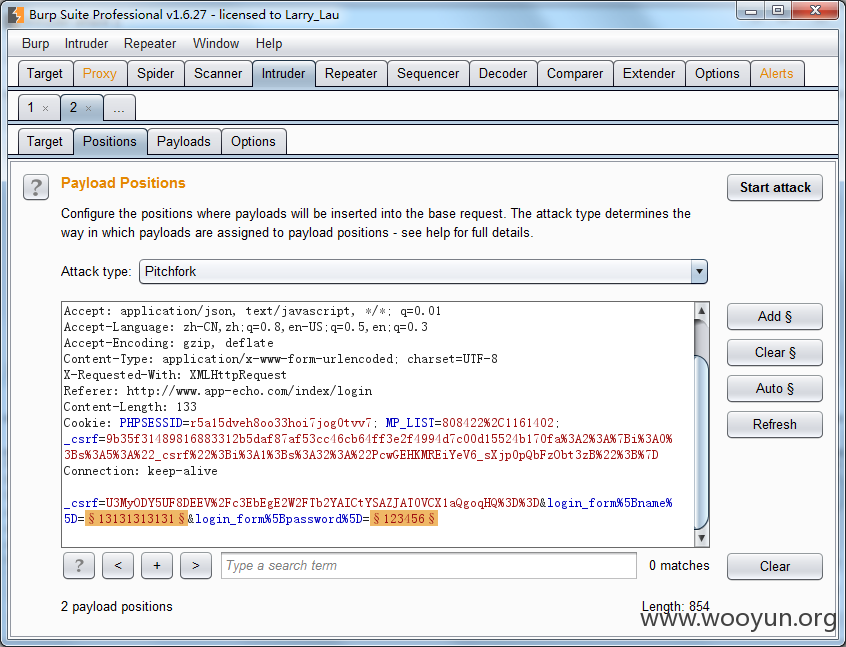 Burp Suite Professional v1.6.27 - licensed to Larry_Lau
Burp Intruder Repeater Window Help
Target Proxy Spider Scanner Intruder Repeater Sequencer Decoder Comparer Extender Options Alerts
1 × 2 × ...
Target Positions Payloads Options
? Payload Positions
Start attack
Configure the positions where payloads will be inserted into the base request. The attack type determines the
way in which payloads are assigned to payload positions - see help for full details.
Attack type: Pitchfork
Accept: application/json, text/javascript, */*; q=0.01
Accept-Language: zh-CN,zh;q=0.8,en-US;q=0.5,en;q=0.3
Accept-Encoding: gzip, deflate
Content-Type: application/x-www-form-urlencoded; charset=UTF-8
X-Requested-With: XMLHttpRequest
Referer: http://www.app-echo.com/index/login
Content-Length: 133
Cookie: PHPSESSID=r5a15dveh8oo33hoi7jog0tvv7; MP_LIST=808422%2C1161402;
_csrf=9b35f31489816883312b5daf87af53cc46cb64ff3e2f4994d7c00d15524b170fa%3A2%3A%7Bi%3A0%
3Bs%3A5%3A%22_csrf%22%3Bi%3A1%3Bs%3A32%3A%22PcwGEHKMREiYeV6_sXjp0pQbFzObt3zB%22%3B%7D
Connection: keep-alive
_csrf=U3MyODY5UF8DEEV%2Fc3EbEgE2W2FTb2YAICtYSAZJAT0VCX1aQgoqHQ%3D%3D&login_form%5Bname%
5D=§13131313131§&login_form%5Bpassword%5D=§123456§
Add §
Clear §
Auto §
Refresh
? < + > Type a search term 0 matches Clear
2 payload positions Length: 854
www.wooyun.org